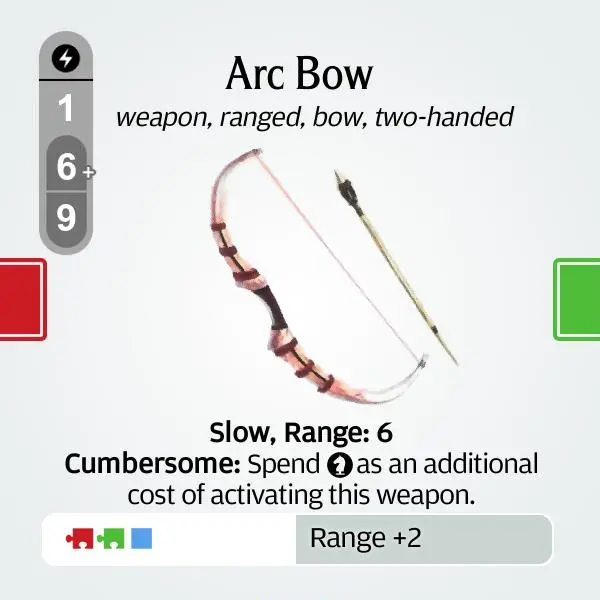 Arc Bow
weapon, ranged, bow, two-handed
1
6+
9
Slow, Range: 6
Cumbersome: Spend as an additional
cost of activating this weapon.
Range +2